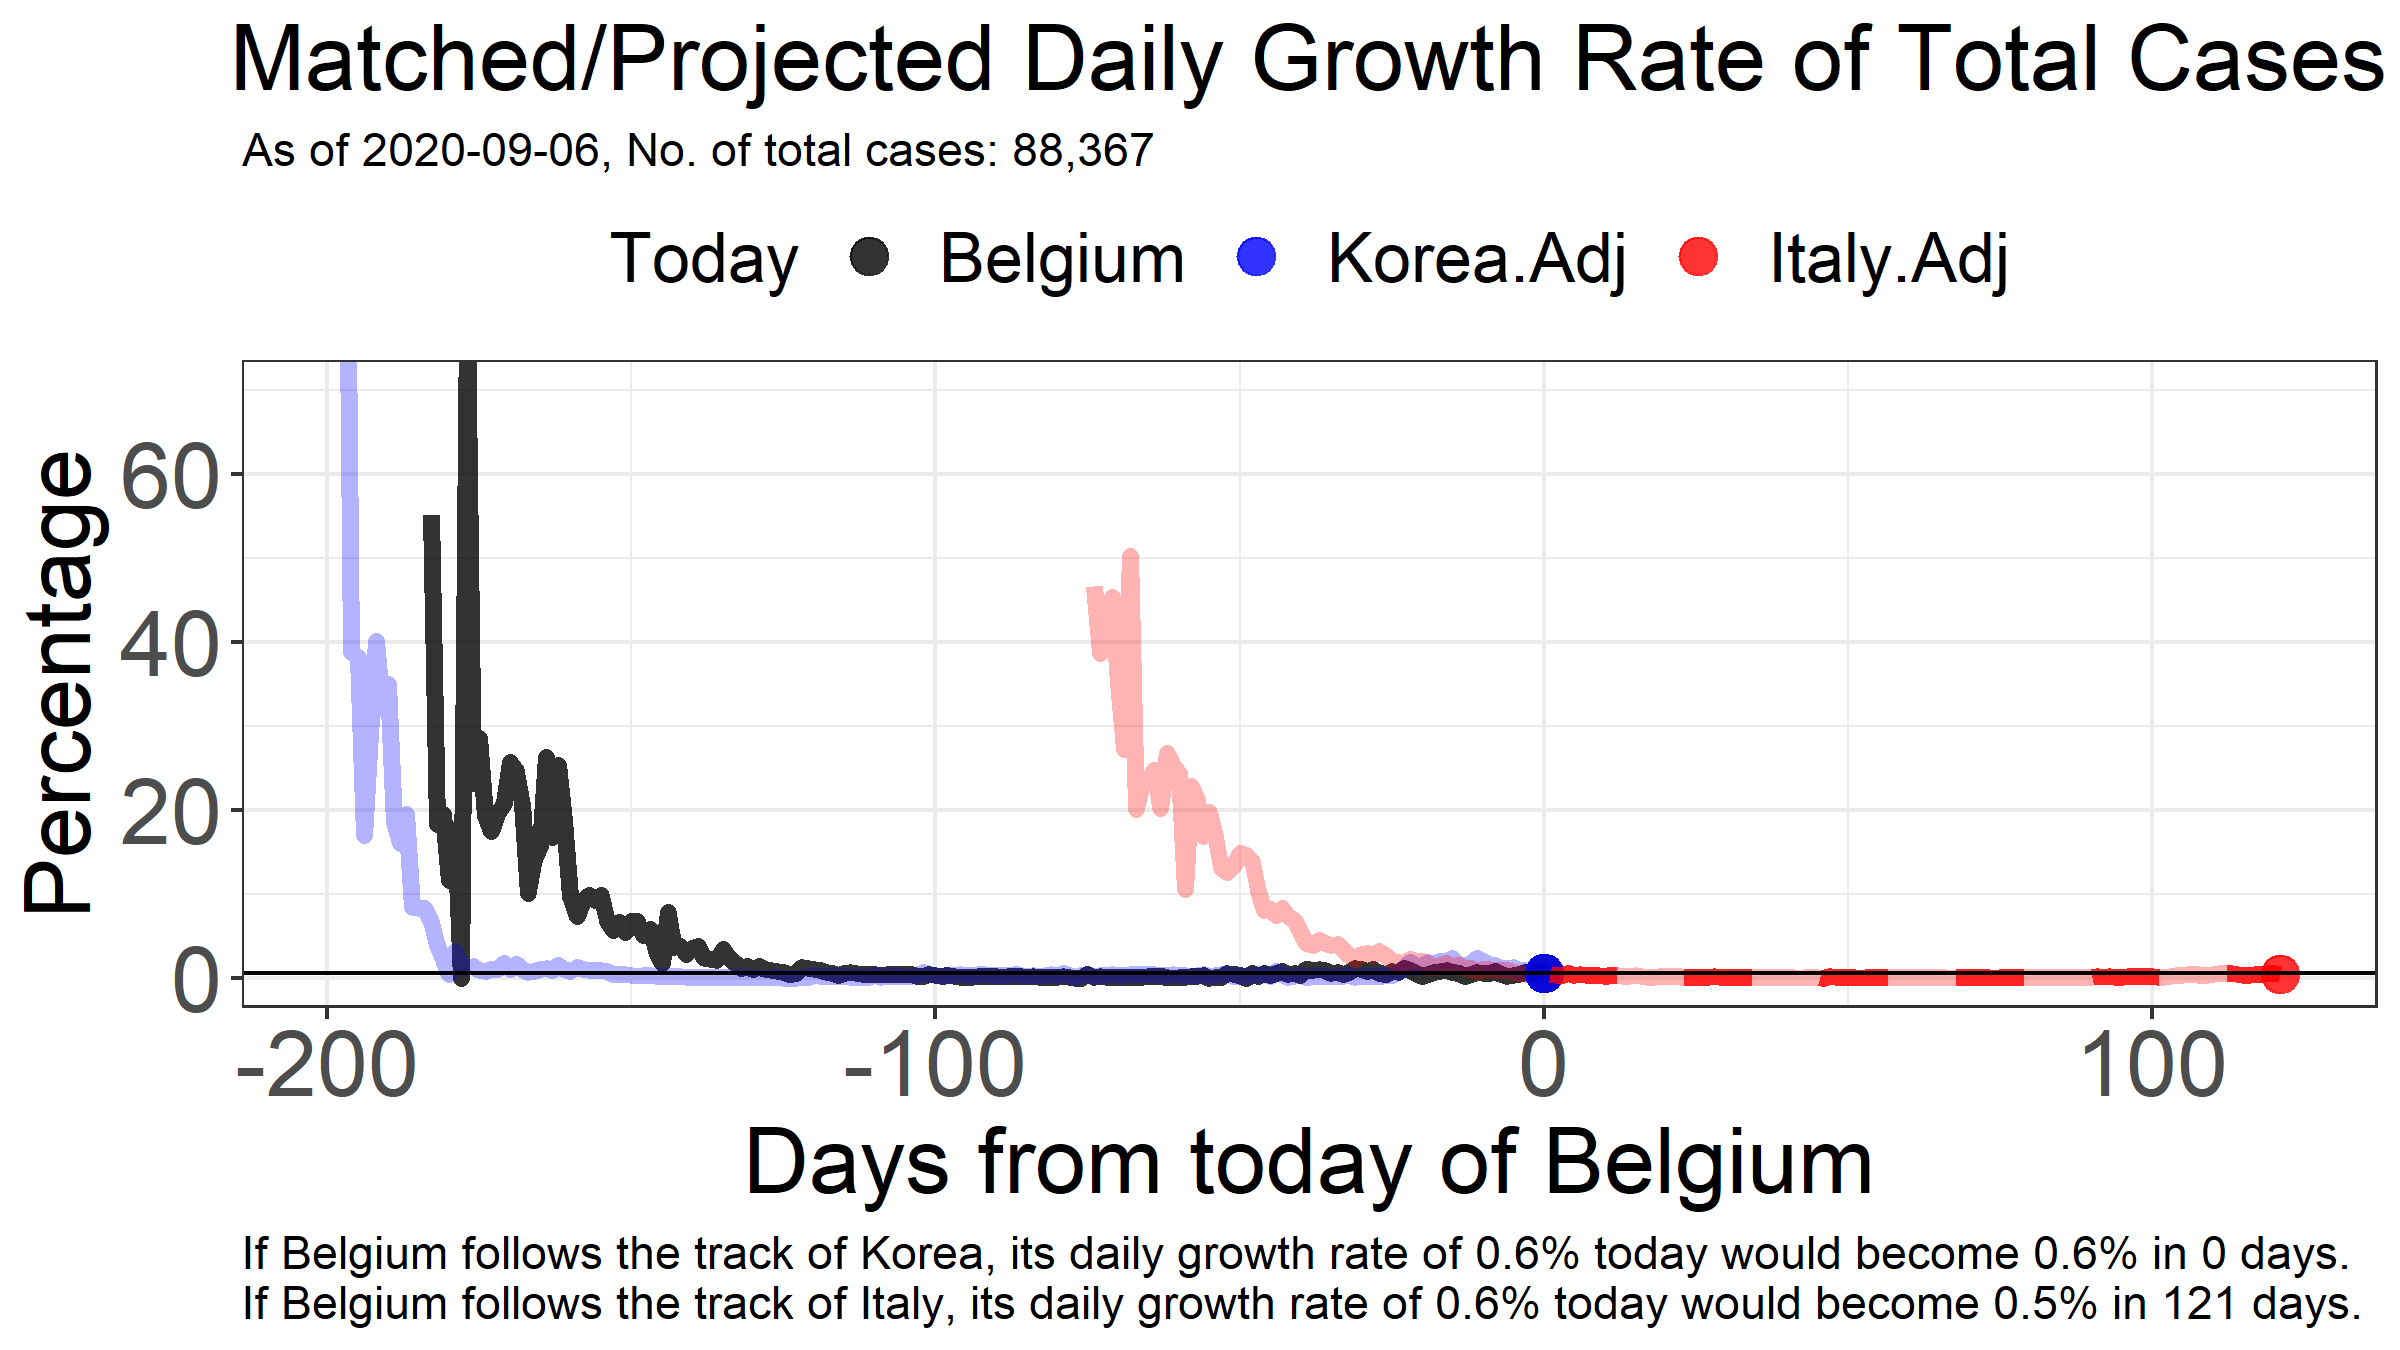 Matched/Projected Daily Growth Rate of Total Cases
As of 2020-09-06, No. of total cases: 88,367
Today Belgium Korea.Adj Italy.Adj
Percentage
60
40
20
0
-200 -100 0 100
Days from today of Belgium
If Belgium follows the track of Korea, its daily growth rate of 0.6% today would become 0.6% in 0 days.
If Belgium follows the track of Italy, its daily growth rate of 0.6% today would become 0.5% in 121 days.